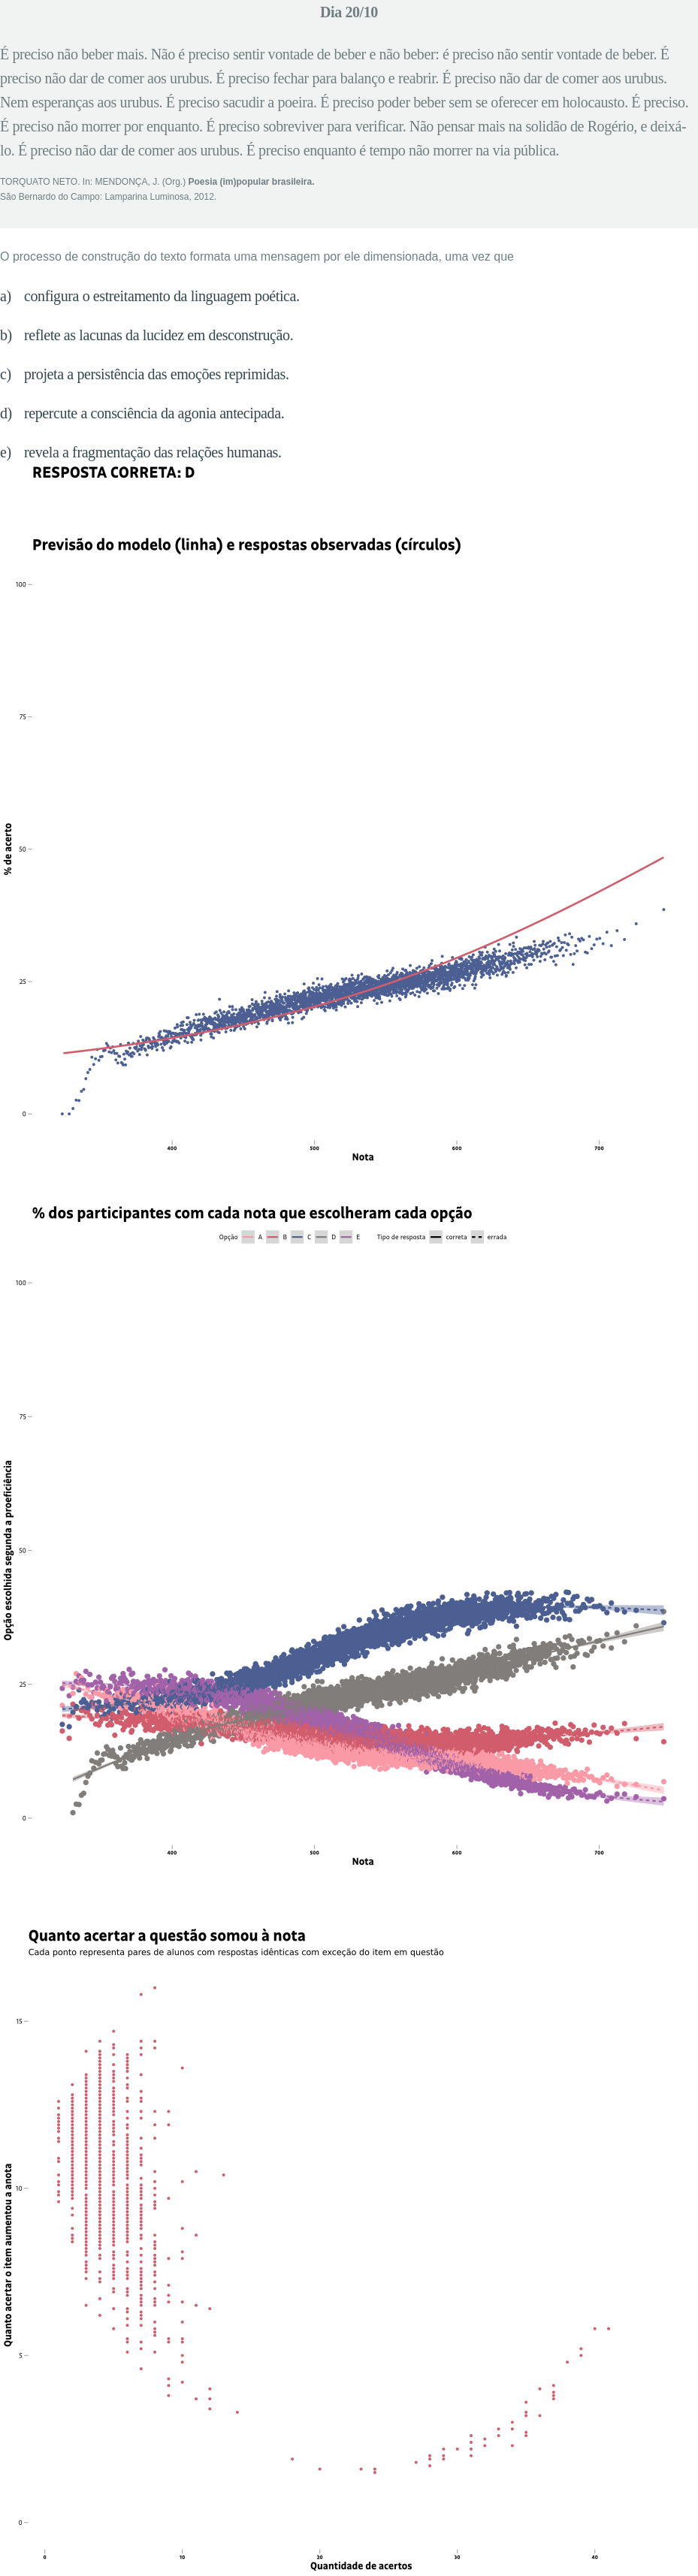 Dia 20/10
É preciso não beber mais. Não é preciso sentir vontade de beber e não beber: é preciso não sentir vontade de beber. É
preciso não dar de comer aos urubus. É preciso fechar para balanço e reabrir. É preciso não dar de comer aos urubus.
Nem esperanças aos urubus. É preciso sacudir a poeira. É preciso poder beber sem se oferecer em holocausto. É preciso.
É preciso não morrer por enquanto. É preciso sobreviver para verificar. Não pensar mais na solidão de Rogério, e deixá-
lo. É preciso não dar de comer aos urubus. É preciso enquanto é tempo não morrer na via pública.
TORQUATO NETO. In: MENDONÇA, J. (Org.) Poesia (im)popular brasileira.
São Bernardo do Campo: Lamparina Luminosa, 2012.
O processo de construção do texto formata uma mensagem por ele dimensionada, uma vez que
a) configura o estreitamento da linguagem poética.
b) reflete as lacunas da lucidez em desconstrução.
c) projeta a persistência das emoções reprimidas.
d) repercute a consciência da agonia antecipada.
e) revela a fragmentação das relações humanas.
RESPOSTA CORRETA: D
Previsão do modelo (linha) e respostas observadas (círculos)
100
75
% de acerto
50
25
0
400 500 600 700
Nota
% dos participantes com cada nota que escolheram cada opção
Opção A B C D E Tipo de resposta correta errada
100
75
Opção escolhida segunda a proeficiência
50
25
0
400 500 600 700
Nota
Quanto acertar a questão somou à nota
Cada ponto representa pares de alunos com respostas idênticas com exceção do item em questão
15
Quanto acertar o item aumentou a anota
10
5
0
0 10 20 30 40
Quantidade de acertos